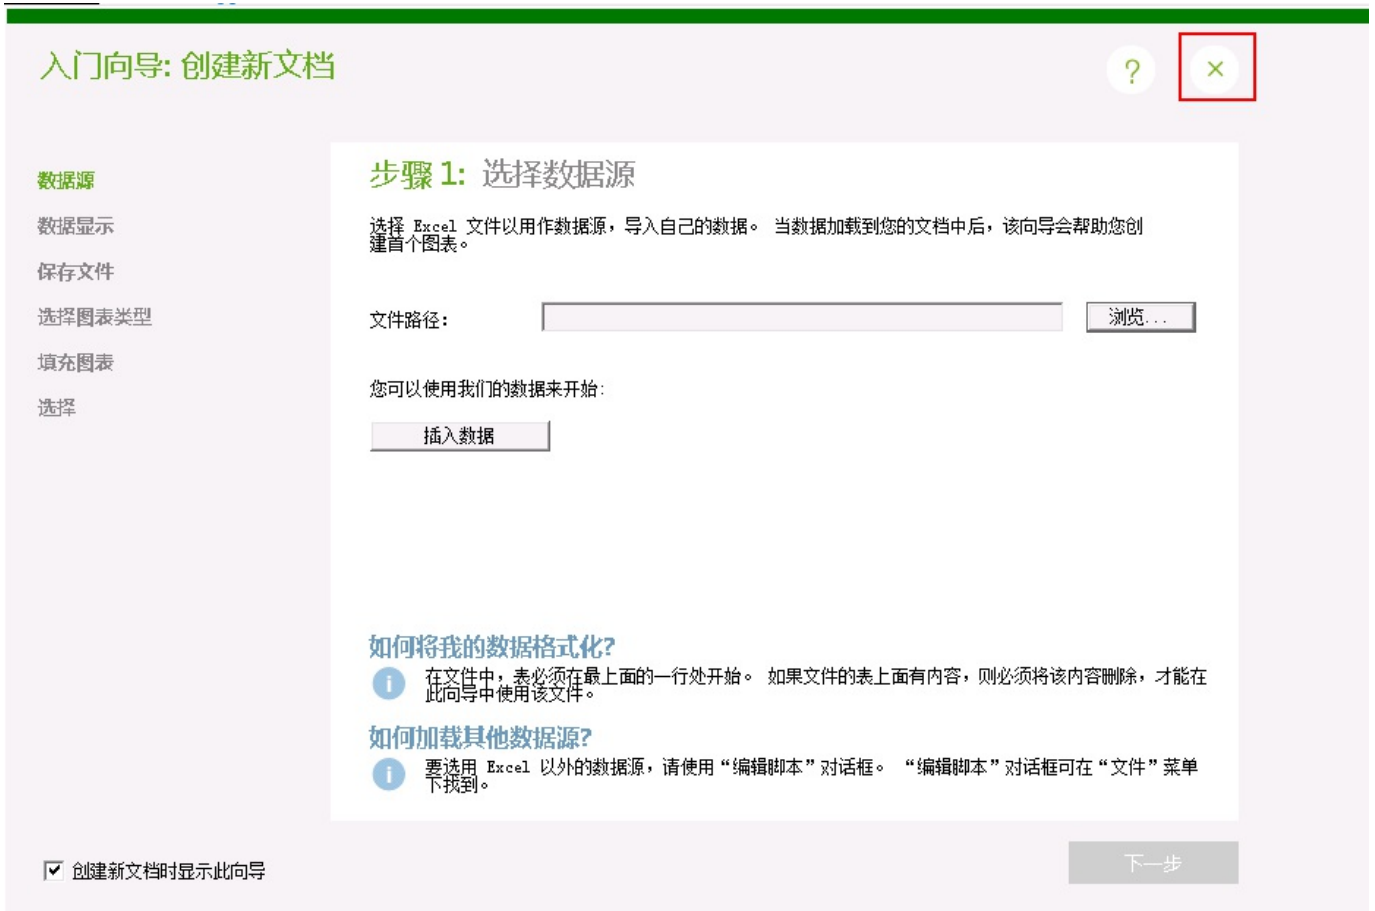 入门向导: 创建新文档
?
×
数据源
数据显示
保存文件
选择图表类型
填充图表
选择
步骤 1: 选择数据源
选择 Excel 文件以用作数据源，导入自己的数据。 当数据加载到您的文档中后，该向导会帮助您创
建首个图表。
文件路径：
浏览...
您可以使用我们的数据来开始:
插入数据
如何将我的数据格式化?
i
在文件中，表必须在最上面的一行处开始。 如果文件的表上面有内容，则必须将该内容删除，才能在
此向导中使用该文件。
如何加载其他数据源?
i
要选用 Excel 以外的数据源，请使用“编辑脚本”对话框。 “编辑脚本”对话框可在“文件”菜单
下找到。
创建新文档时显示此向导
下一步